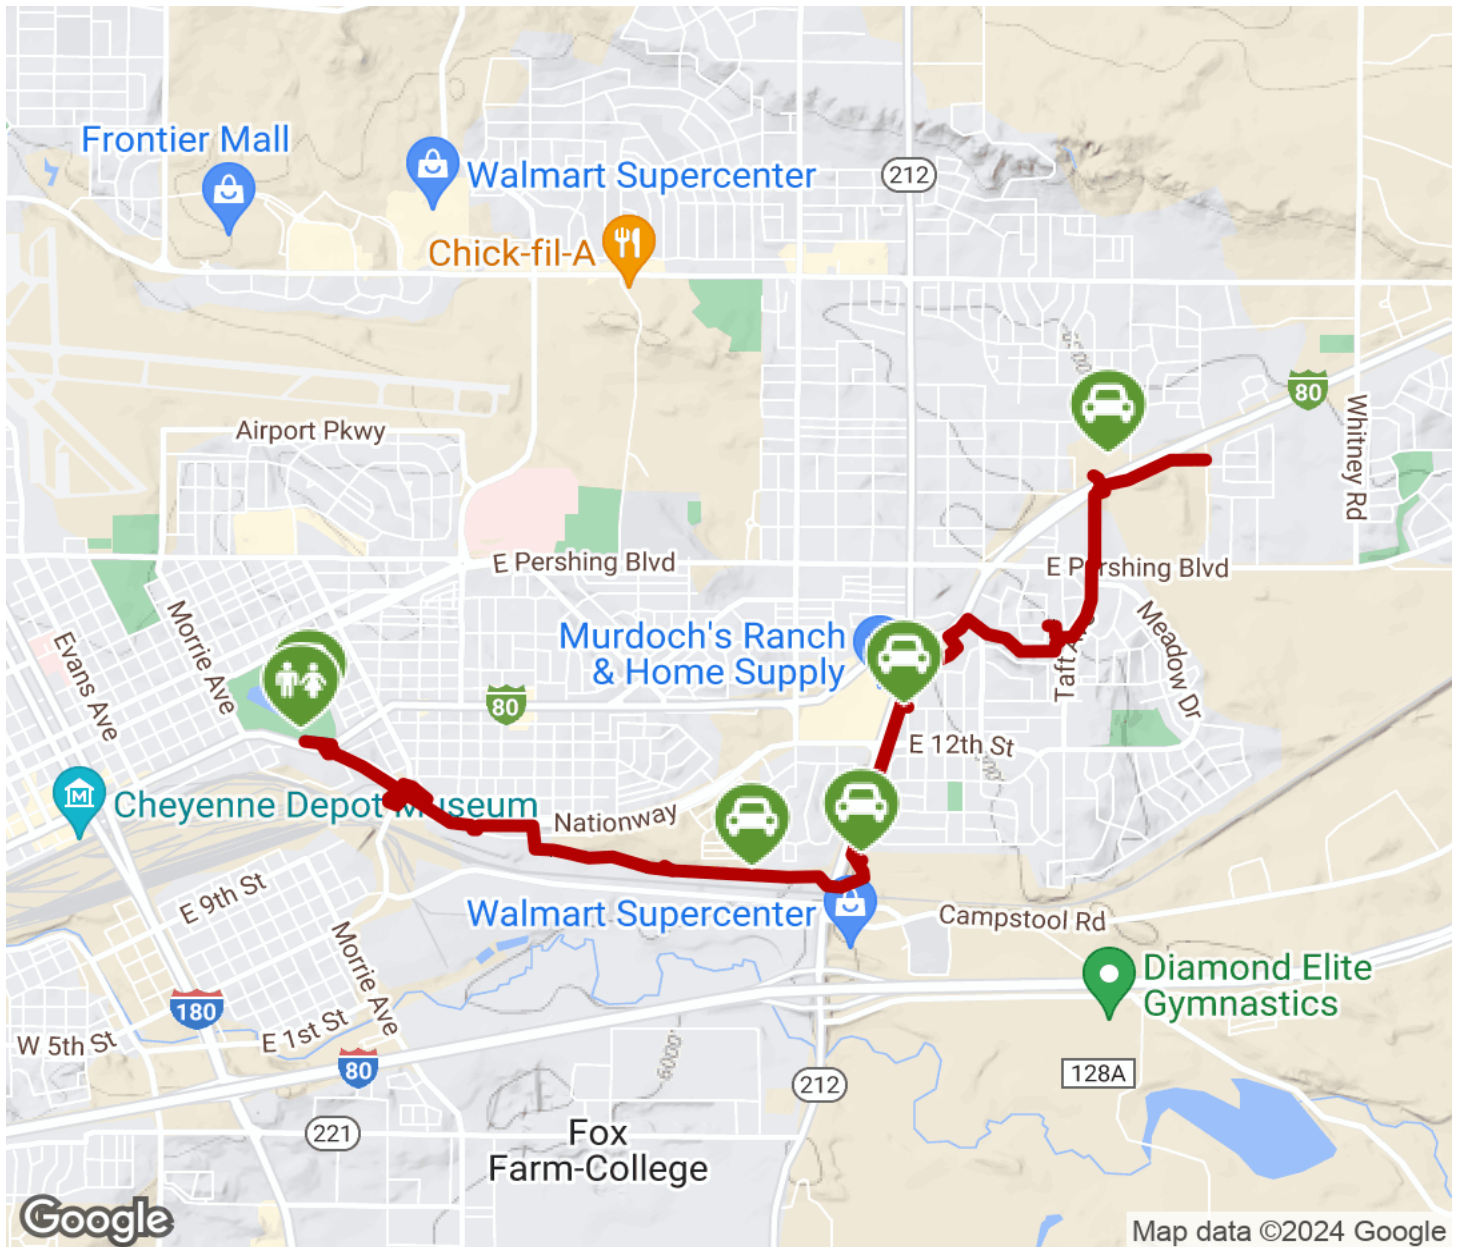 Frontier Mall
Walmart Supercenter
212
Chick-fil-A
80
Whitney Rd
Airport Pkwy
E Pershing Blvd
E Pershing Blvd
Morrie Ave
Evans Ave
Murdoch's Ranch
& Home Supply
Meadow Dr
Taft Ave
80
E 12th St
Cheyenne Depot Museum
Nationway
E 9th St
Walmart Supercenter
Campstool Rd
Morrie Ave
Diamond Elite
Gymnastics
180
W 5th St
E 1st St
80
6000
128A
212
221
Fox
Farm-College
Google
Map data ©2024 Google